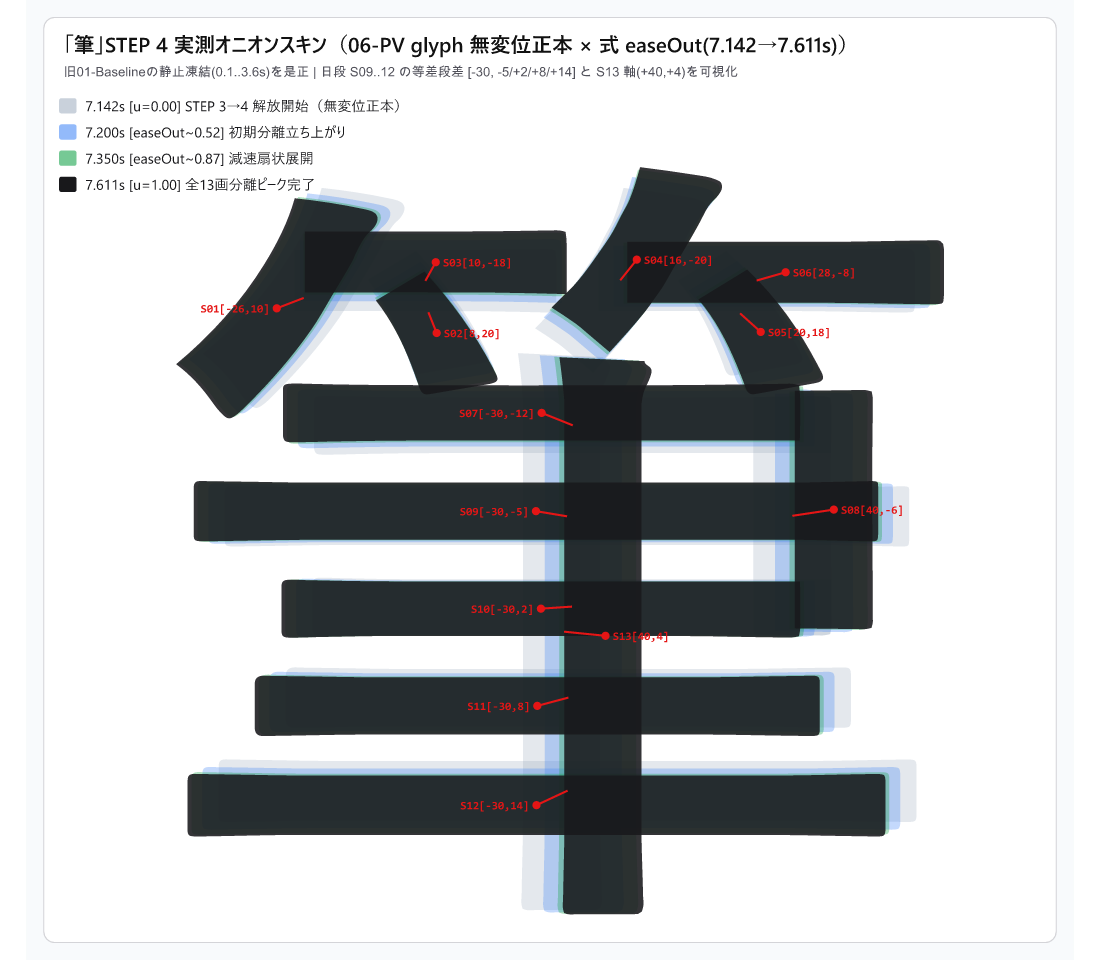 「筆」STEP 4 実測オニオンスキン（06-PV glyph 無変位正本 × 式 easeOut(7.142→7.611s)）
旧01-Baselineの静止凍結(0.1..3.6s)を是正 | 日段 S09..12 の等差段差 [-30, -5/+2/+8/+14] と S13 軸(+40,+4)を可視化
7.142s [u=0.00] STEP 3→4 解放開始（無変位正本）
7.200s [easeOut~0.52] 初期分離立ち上がり
7.350s [easeOut~0.87] 減速扇状展開
7.611s [u=1.00] 全13画分離ピーク完了
S03[10,-18]
S04[16,-20]
S06[28,-8]
S01[-26,10]
S02[8,20]
S05[20,18]
S07[-30,-12]
S09[-30,-5]
S08[40,-6]
S10[-30,2]
S13[40,4]
S11[-30,8]
S12[-30,14]
筆